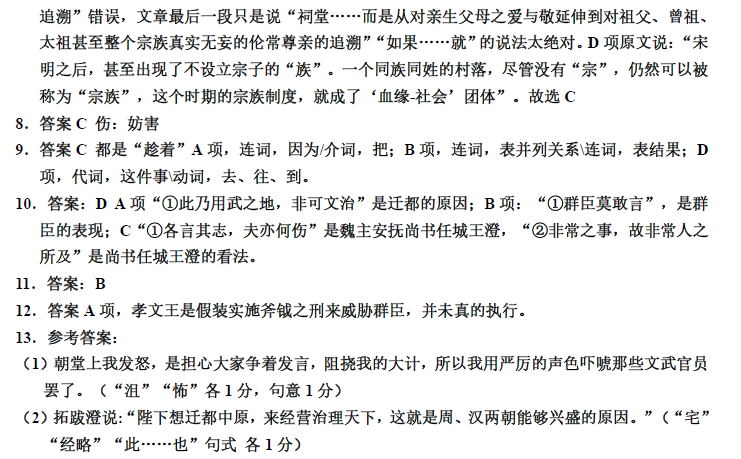 追溯”错误，文章最后一段只是说“祠堂……而是从对亲生父母之爱与敬延伸到对祖父、曾祖、
太祖甚至整个宗族真实无妄的伦常尊亲的追溯”“如果……就”的说法太绝对。D 项原文说：“宋
明之后，甚至出现了不设立宗子的“族”。一个同族同姓的村落，尽管没有“宗”，仍然可以被
称为“宗族”，这个时期的宗族制度，就成了‘血缘-社会’团体”。故选 C
8．答案 C 伤：妨害
9．答案 C 都是“趁着”A 项，连词，因为/介词，把；B 项，连词，表并列关系\连词，表结果；D
项，代词，这件事\动词，去、往、到。
10．答案：D A 项“①此乃用武之地，非可文治”是迁都的原因；B 项：“①群臣莫敢言”，是群
臣的表现；C“①各言其志，夫亦何伤”是魏主安抚尚书任城王澄，“②非常之事，故非常人之
所及”是尚书任城王澄的看法。
11．答案：B
12．答案 A 项，孝文王是假装实施斧钺之刑来威胁群臣，并未真的执行。
13．参考答案：
（1）朝堂上我发怒，是担心大家争着发言，阻挠我的大计，所以我用严厉的声色吓唬那些文武官员
罢了。（“沮”“怖”各 1 分，句意 1 分）
（2）拓跋澄说：“陛下想迁都中原，来经营治理天下，这就是周、汉两朝能够兴盛的原因。”（“宅”
“经略”“此……也”句式 各 1 分）